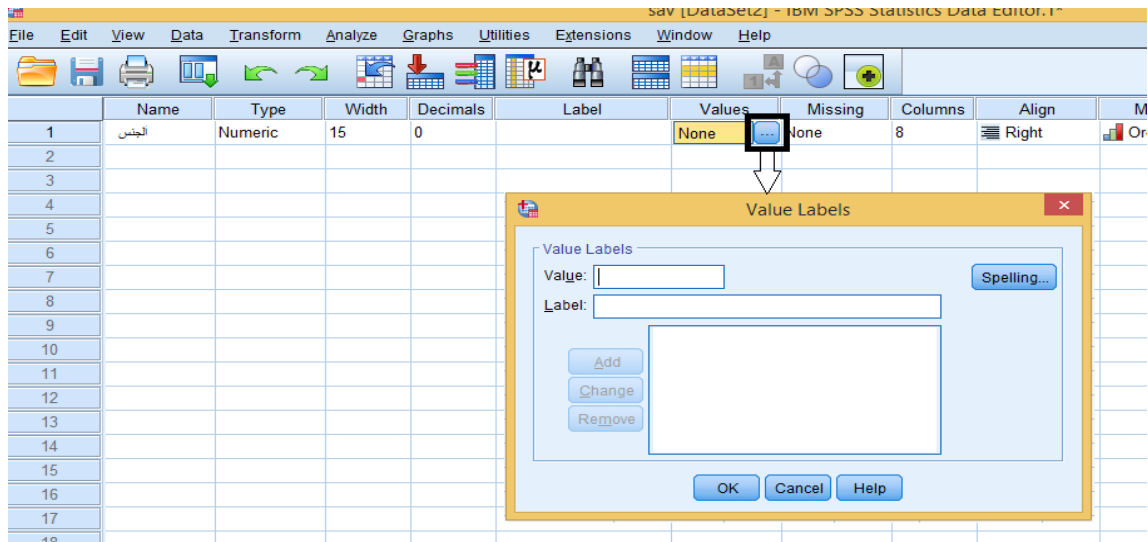 sav [DataSet2] - IBM SPSS Statistics Data Editor.1*
File Edit View Data Transform Analyze Graphs Utilities Extensions Window Help
Name Type Width Decimals Label Values Missing Columns Align
1 الجنس Numeric 15 0 None ... None 8 Right
2
3
4
Value Labels
5
6
Value Labels
7
Value: Spelling...
8
Label:
9
10
Add
11
Change
12
13
Remove
14
15
16
OK Cancel Help
17
18